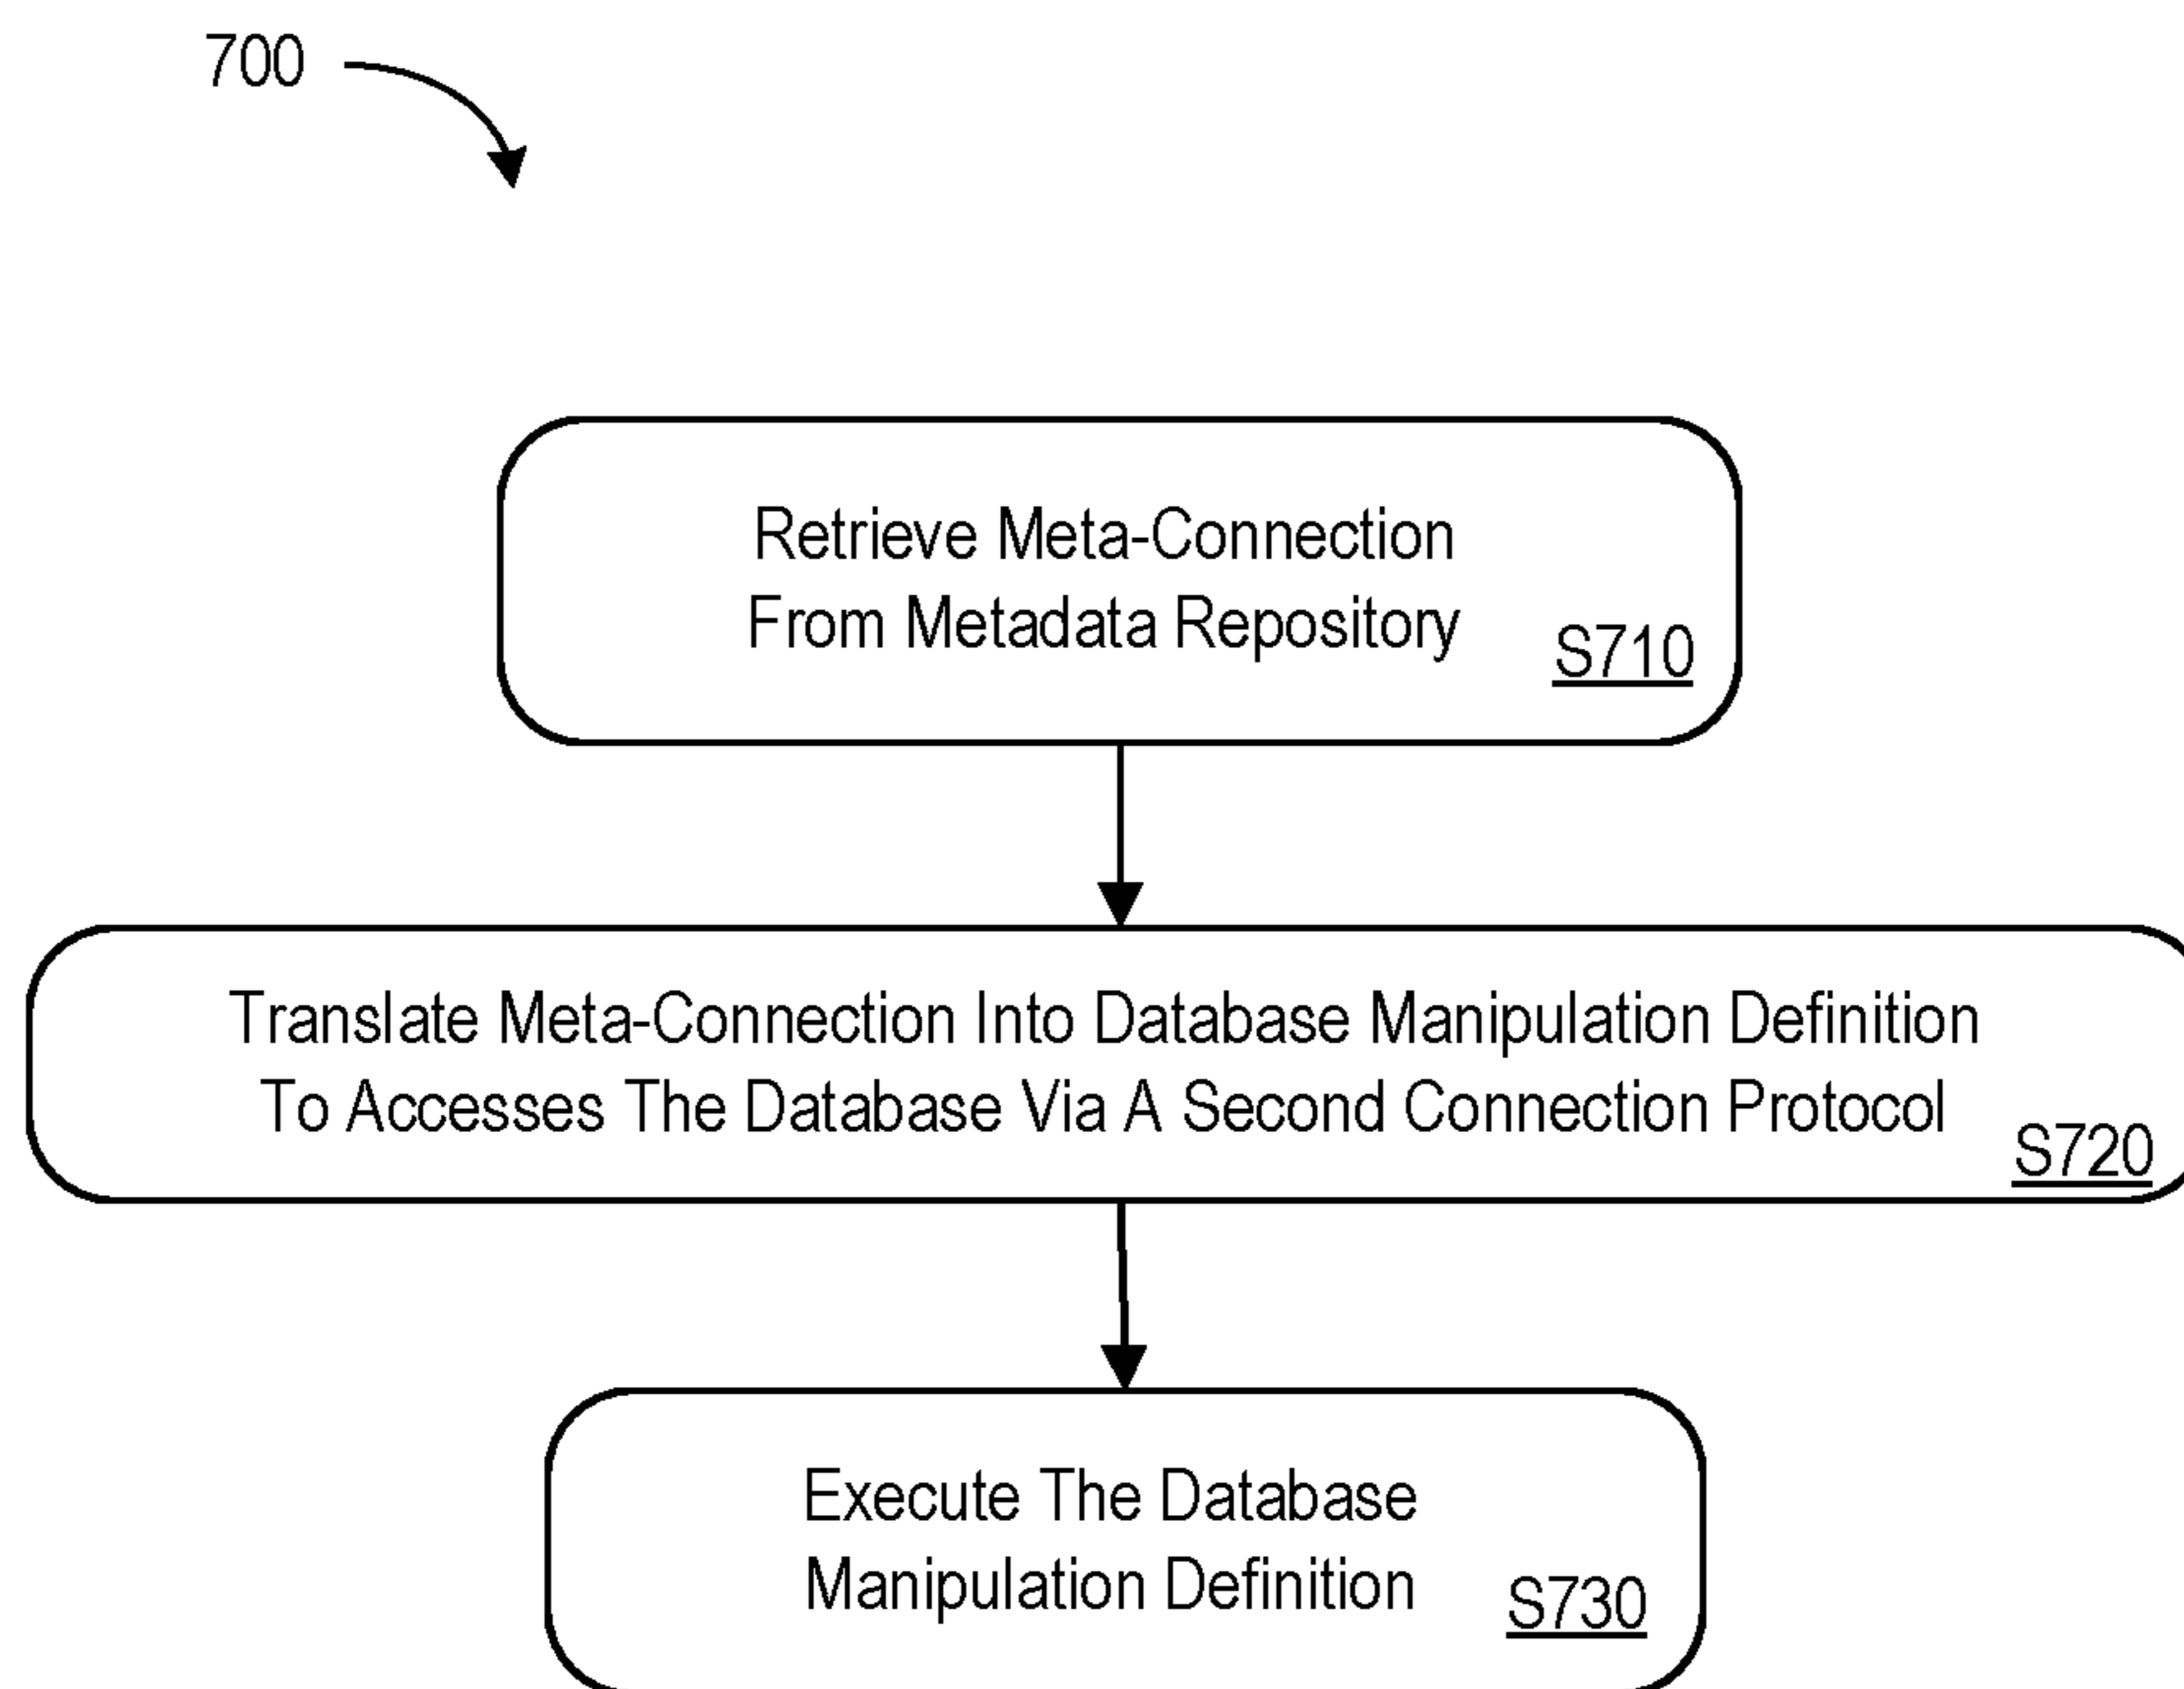 700
Retrieve Meta-Connection
From Metadata Repository
S710
Translate Meta-Connection Into Database Manipulation Definition
To Accesses The Database Via A Second Connection Protocol
S720
Execute The Database
Manipulation Definition
S730